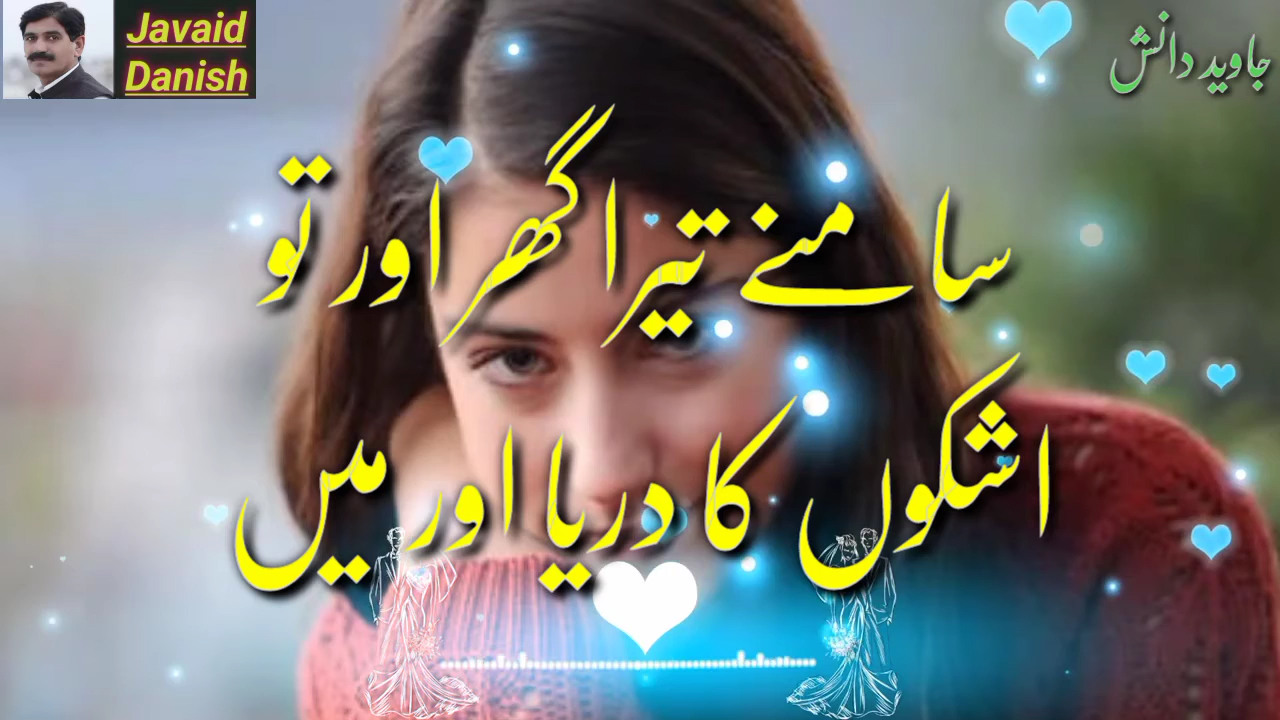 Javaid
Danish
جاوید دانش
سامنے تیرا گھر اور تو
اشکوں کا دریا اور میں